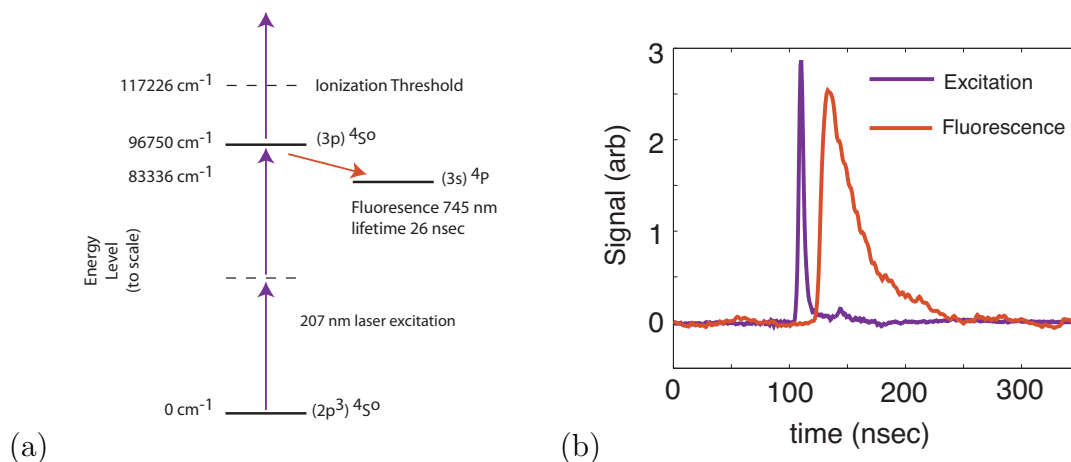 (a)
117226 cm⁻¹
Ionization Threshold
96750 cm⁻¹
(3p) ⁴Sᵒ
83336 cm⁻¹
(3s) ⁴P
Fluoresence 745 nm
lifetime 26 nsec
Energy
Level
(to scale)
207 nm laser excitation
0 cm⁻¹
(2p³) ⁴Sᵒ
(b)
3
2
1
0
Signal (arb)
Excitation
Fluorescence
0
100
200
300
time (nsec)